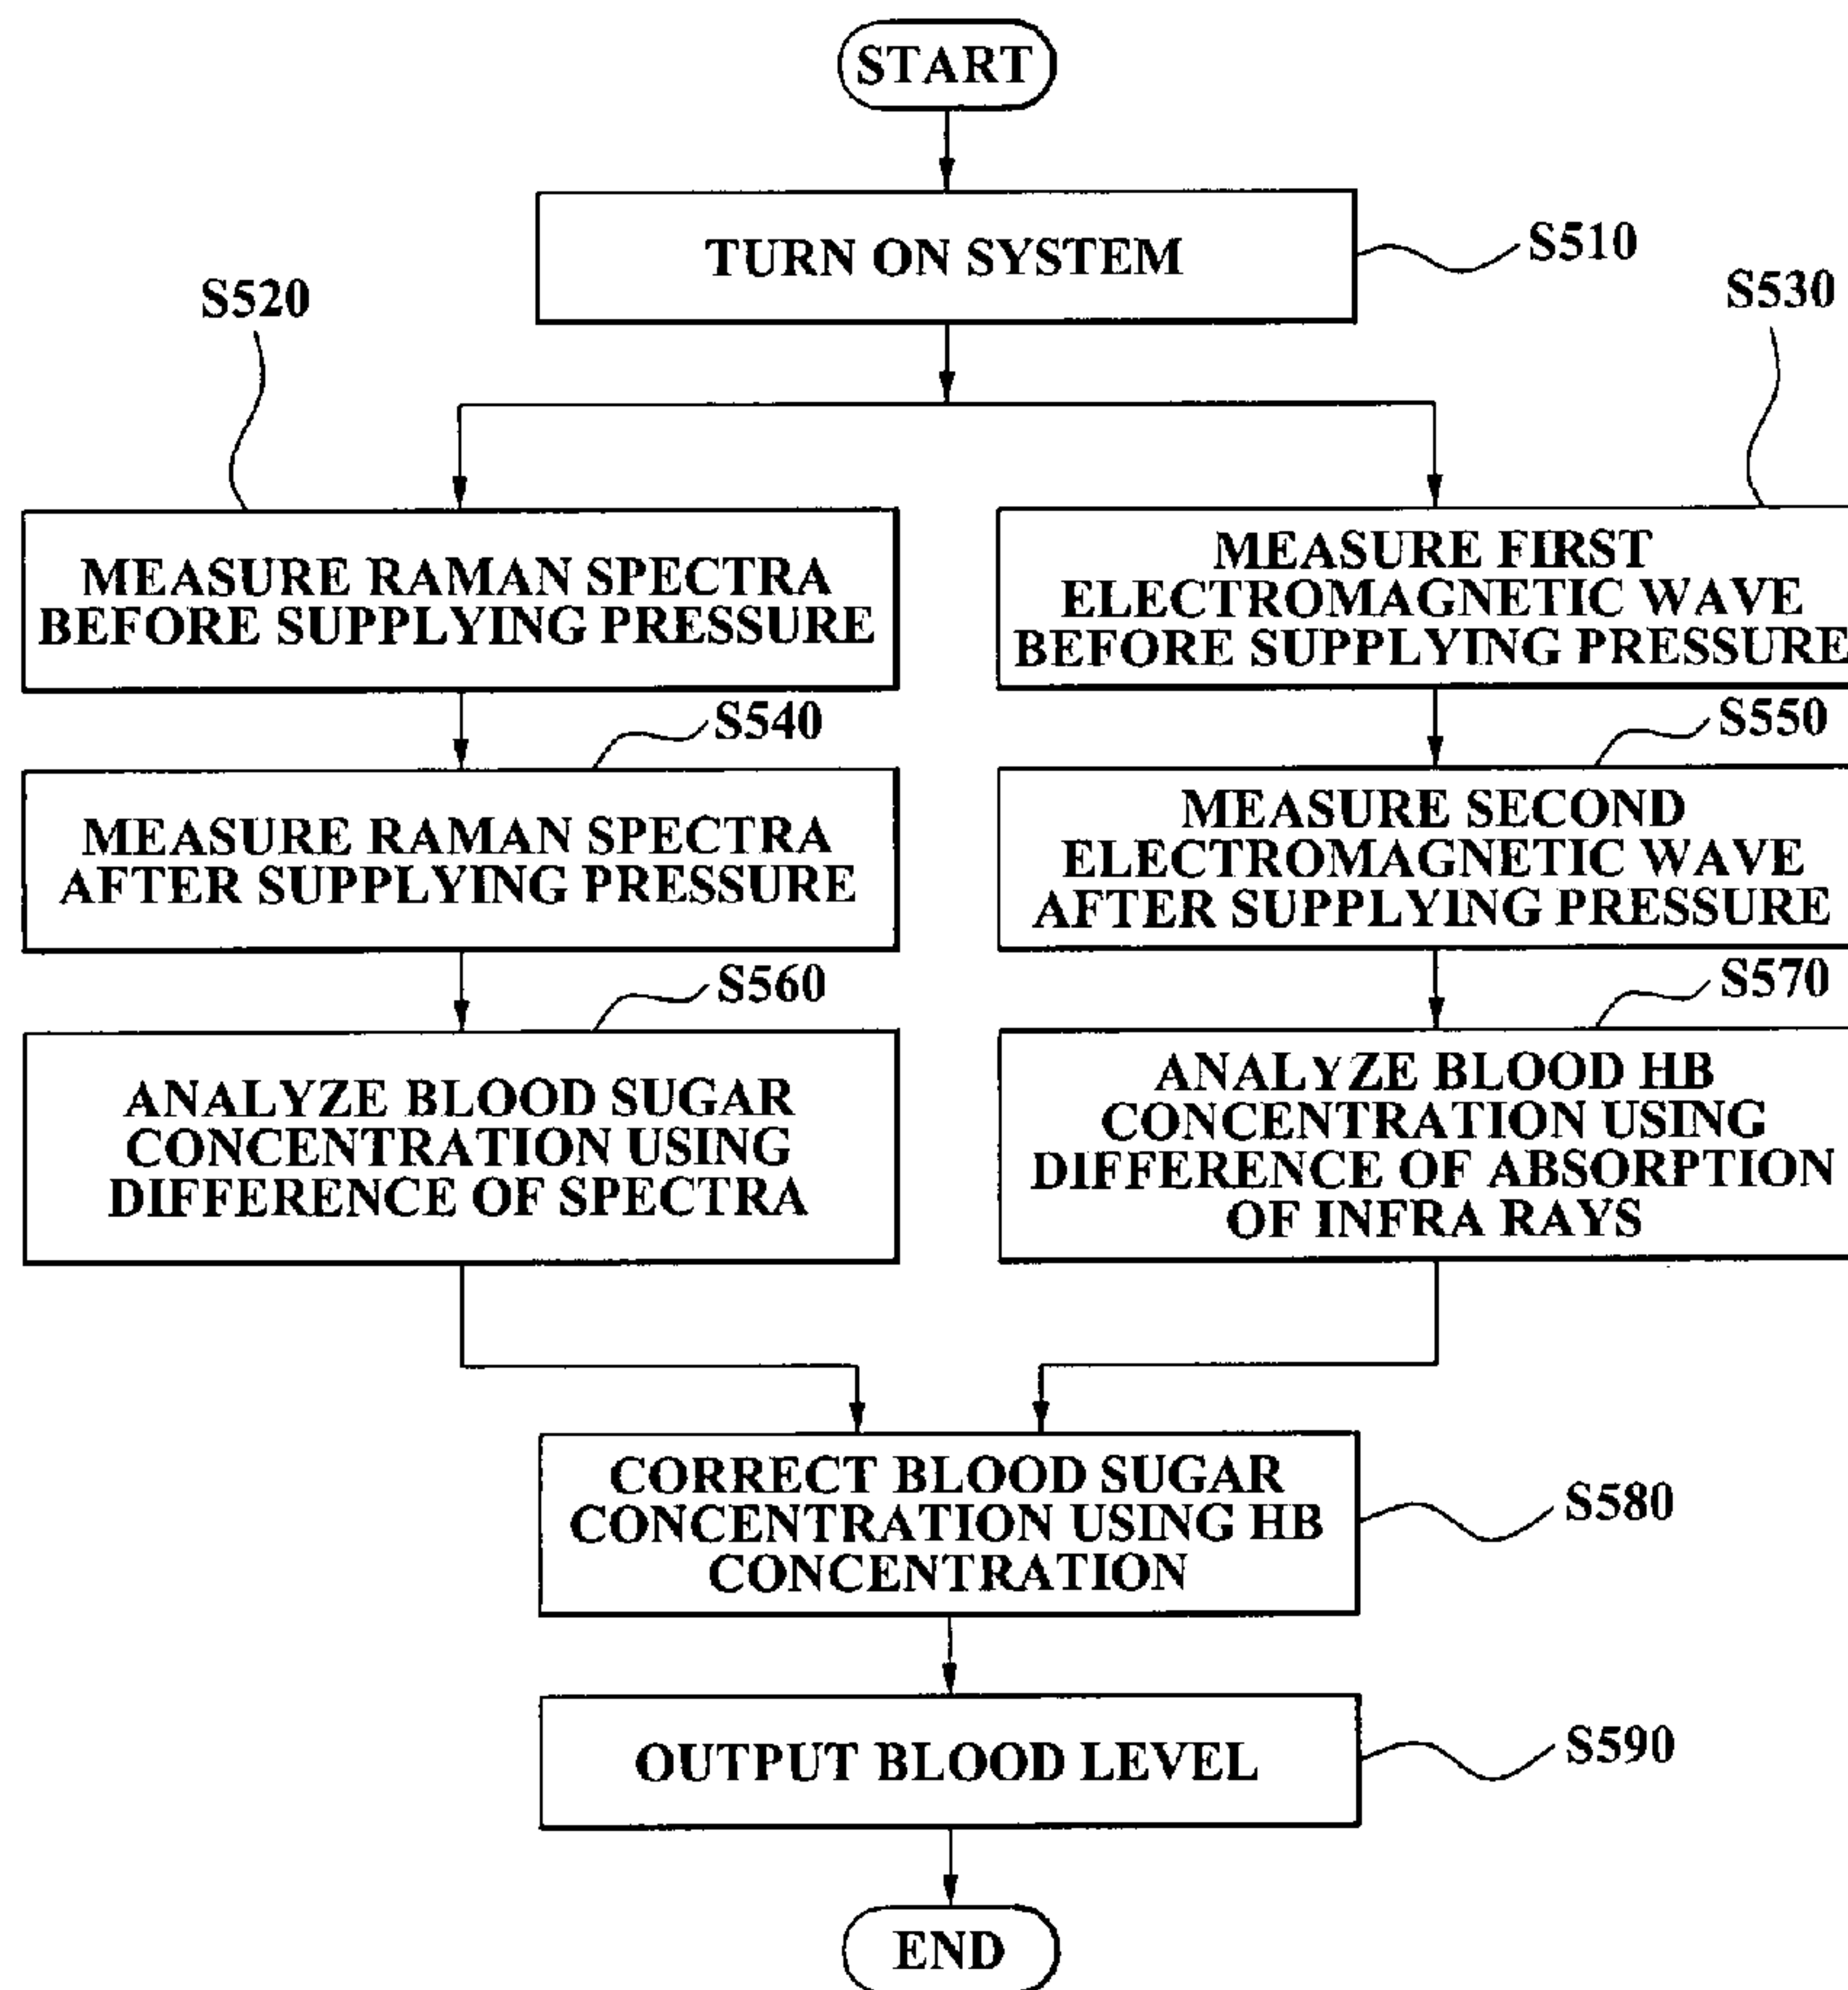 START
TURN ON SYSTEM
S510
S520
S530
MEASURE RAMAN SPECTRA
BEFORE SUPPLYING PRESSURE
MEASURE FIRST
ELECTROMAGNETIC WAVE
BEFORE SUPPLYING PRESSURE
S540
S550
MEASURE RAMAN SPECTRA
AFTER SUPPLYING PRESSURE
MEASURE SECOND
ELECTROMAGNETIC WAVE
AFTER SUPPLYING PRESSURE
S560
S570
ANALYZE BLOOD SUGAR
CONCENTRATION USING
DIFFERENCE OF SPECTRA
ANALYZE BLOOD HB
CONCENTRATION USING
DIFFERENCE OF ABSORPTION
OF INFRA RAYS
CORRECT BLOOD SUGAR
CONCENTRATION USING HB
CONCENTRATION
S580
OUTPUT BLOOD LEVEL
S590
END